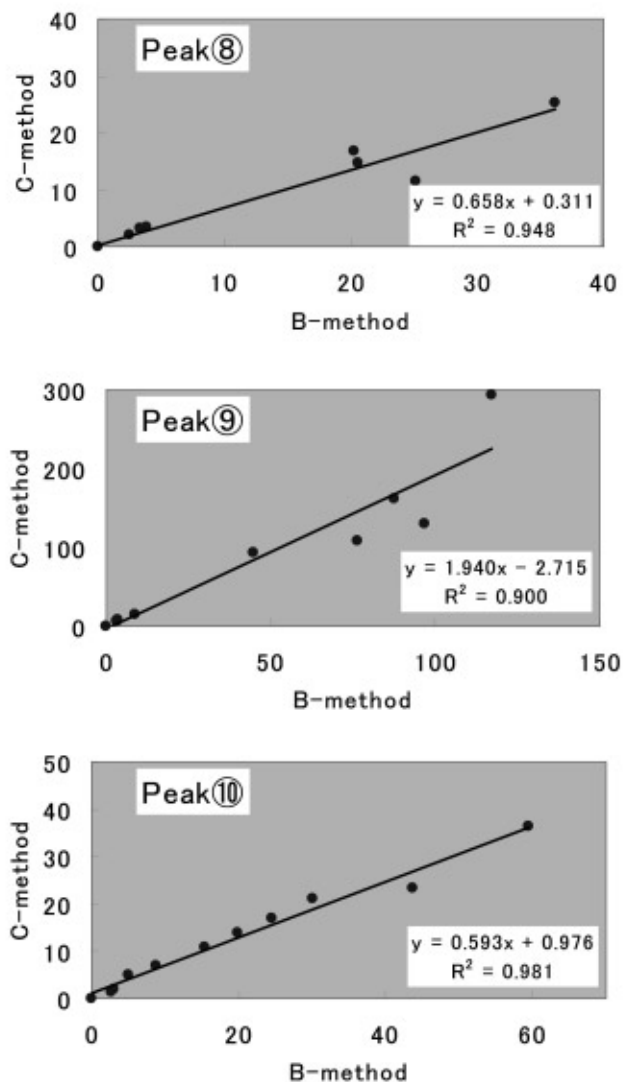 40
Peak⑧
30
C-method
20
10
y = 0.658x + 0.311
R² = 0.948
0
0 10 20 30 40
B-method
300
Peak⑨
200
C-method
100
y = 1.940x − 2.715
R² = 0.900
0
0 50 100 150
B-method
50
Peak⑩
40
30
C-method
20
10
y = 0.593x + 0.976
R² = 0.981
0
0 20 40 60
B-method